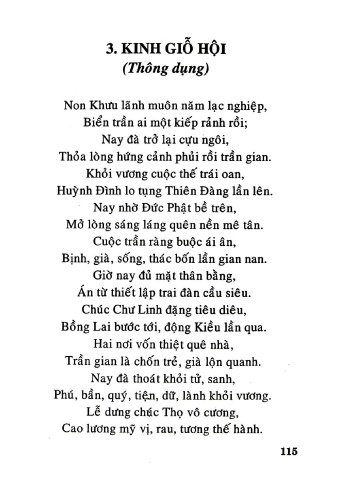 3. KINH GIỖ HỘI
(Thông dụng)
Non Khưu lãnh muôn năm lạc nghiệp,
Biển trần ai một kiếp rảnh rồi;
Nay đà trở lại cựu ngôi,
Thỏa lòng hứng cảnh phủi rồi trần gian.
Khỏi vương cuộc thế trái oan,
Huỳnh Đình lo tụng Thiên Đàng lần lên.
Nay nhờ Đức Phật bề trên,
Mở lòng sáng láng quên nền mê tân.
Cuộc trần ràng buộc ái ân,
Bịnh, già, sống, thác bốn lần gian nan.
Giờ nay đủ mặt thân bằng,
Án từ thiết lập trai đàn cầu siêu.
Chúc Chư Linh đặng tiêu diêu,
Bồng Lai bước tới, động Kiều lần qua.
Hai nơi vốn thiệt quê nhà,
Trần gian là chốn trẻ, già lộn quanh.
Nay đà thoát khỏi tử, sanh,
Phú, bần, quý, tiện, dữ, lành khỏi vương.
Lễ dưng chúc Thọ vô cương,
Cao lương mỹ vị, rau, tương thế hành.
115